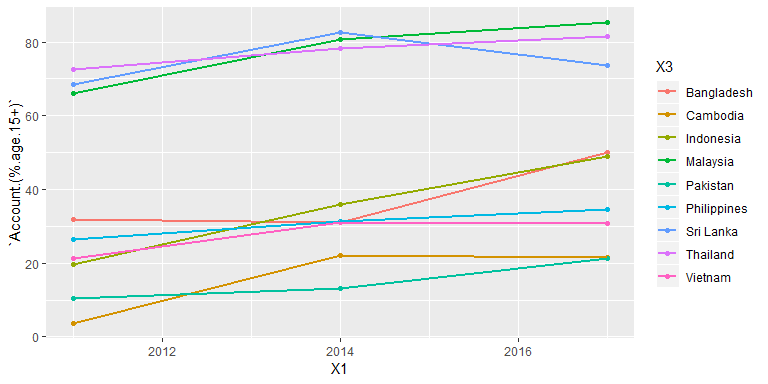 80
60
40
20
0
`Account.(%.age.15+)`
2012
2014
2016
X1
X3
Bangladesh
Cambodia
Indonesia
Malaysia
Pakistan
Philippines
Sri Lanka
Thailand
Vietnam